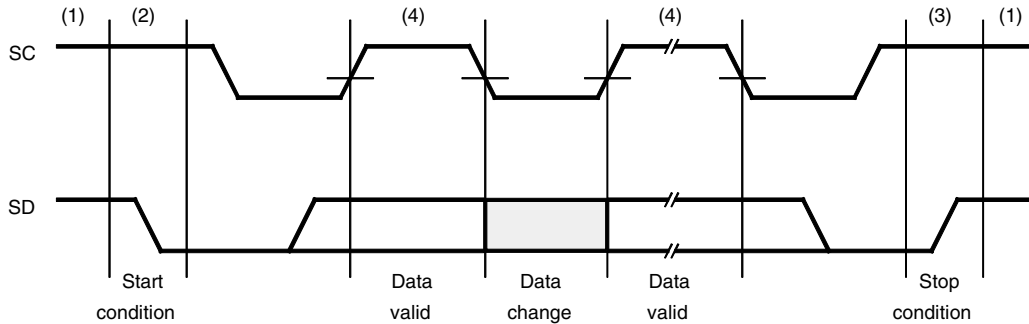 (1) (2) (4) (4) (3) (1)
SC
SD
Start Data Data Data Stop
condition valid change valid condition